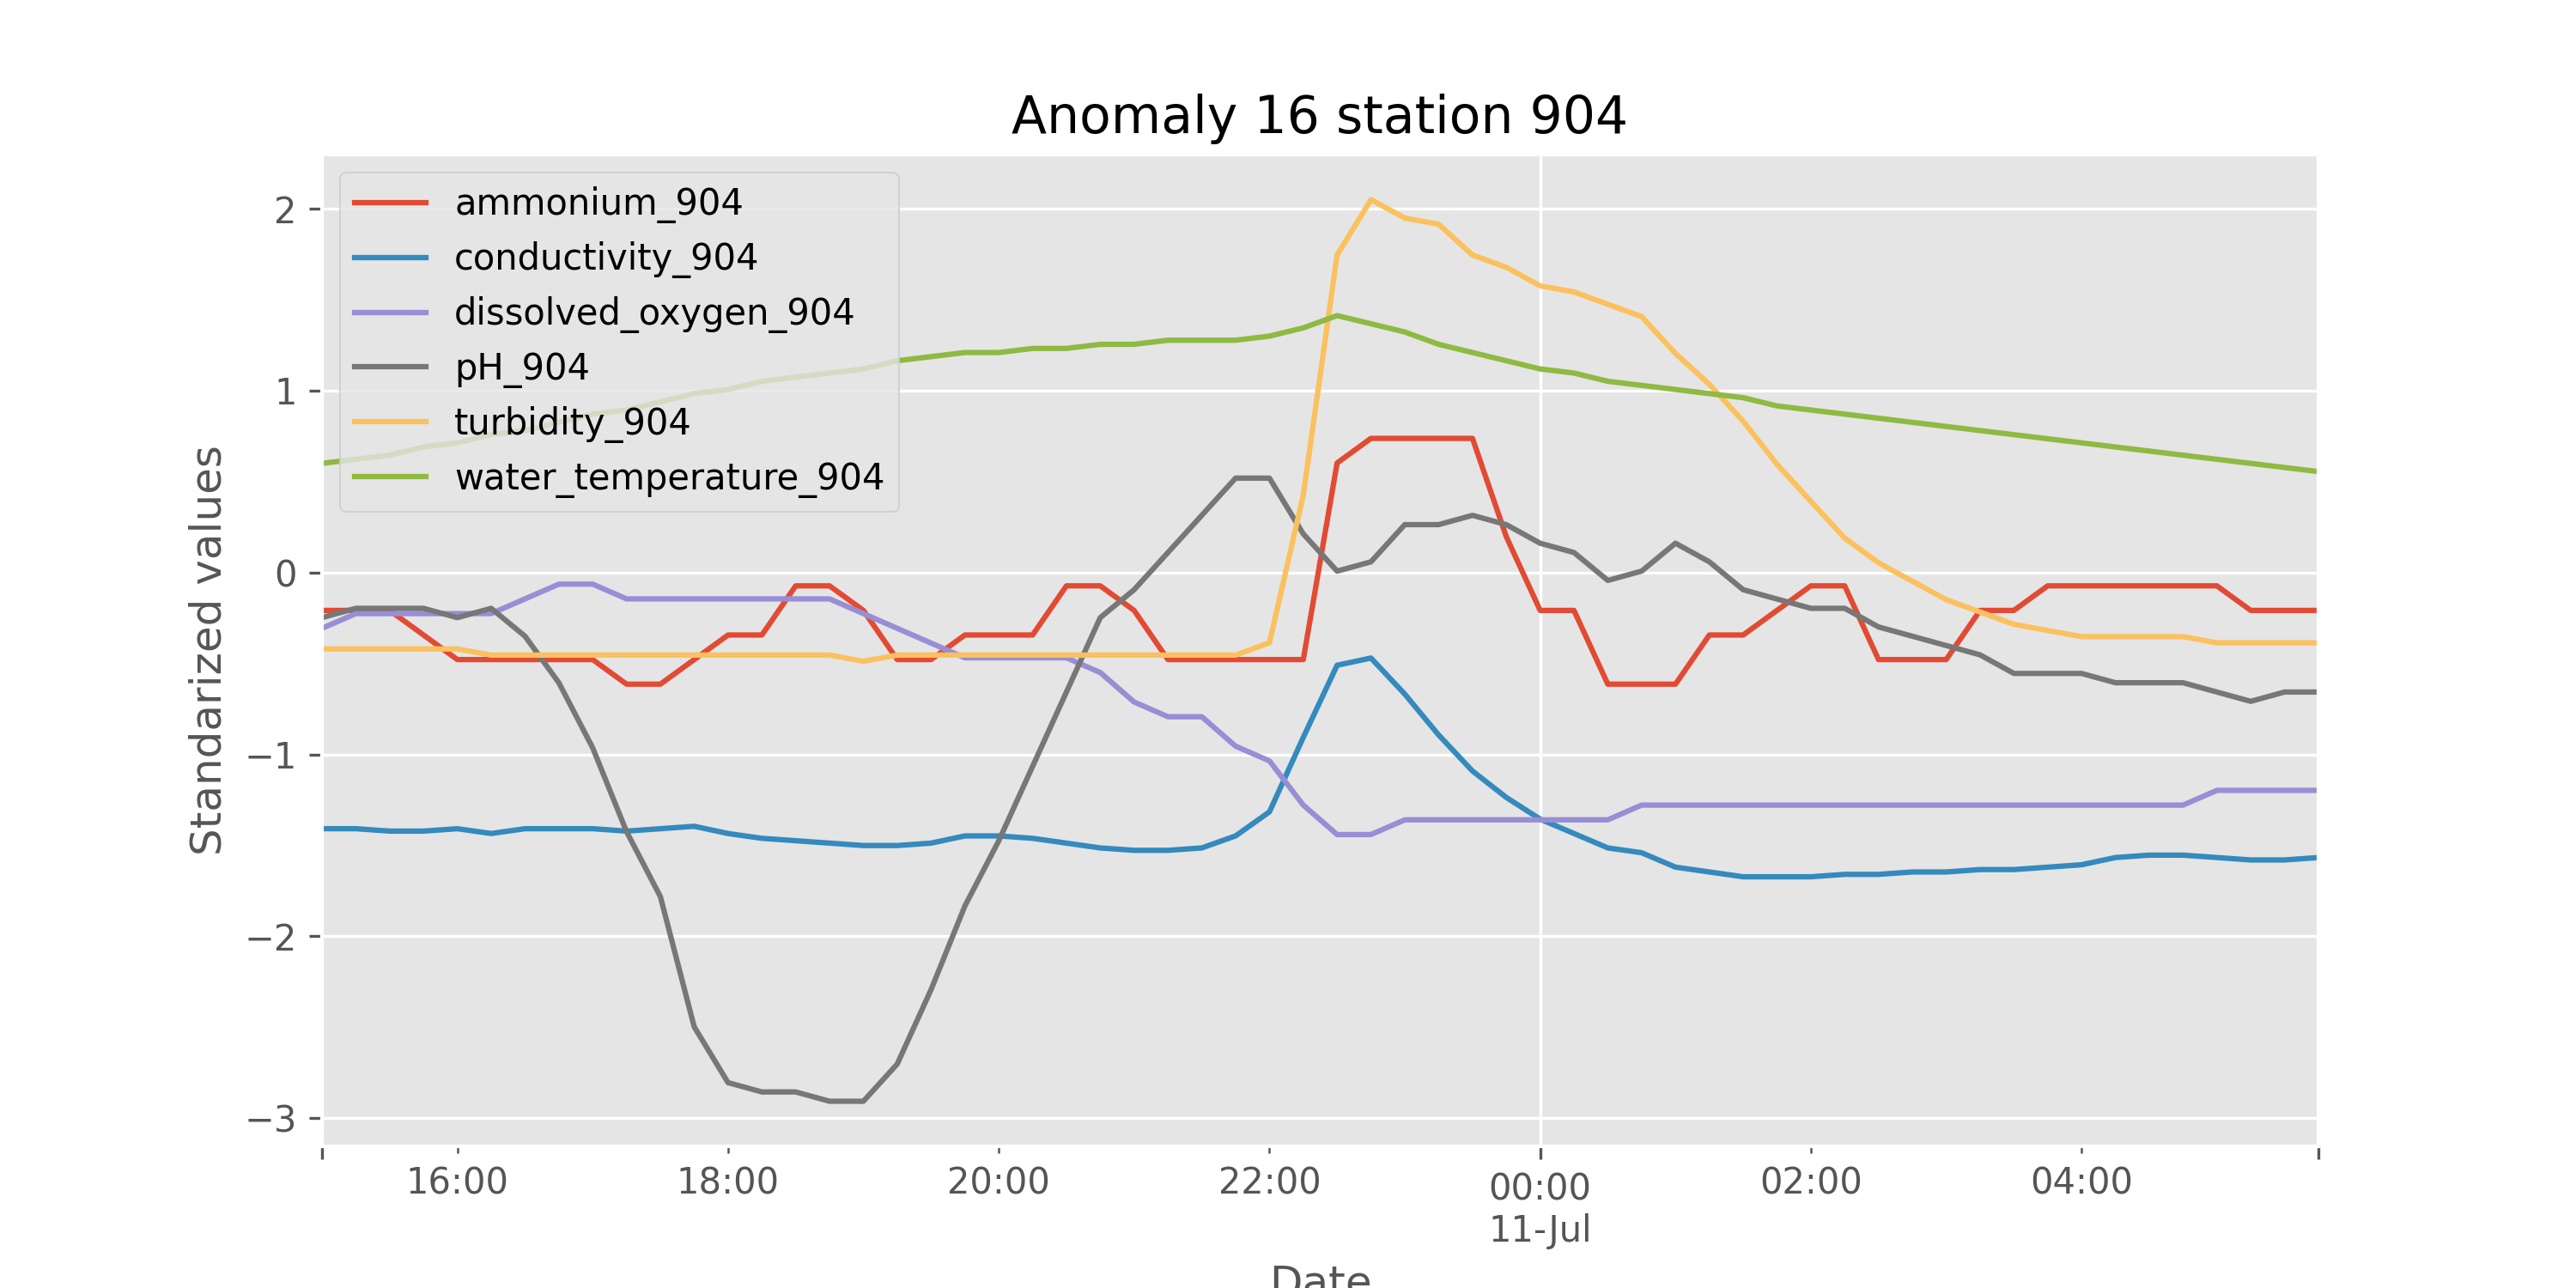 Anomaly 16 station 904
ammonium_904
conductivity_904
dissolved_oxygen_904
pH_904
turbidity_904
water_temperature_904
Standarized values
2
1
0
−1
−2
−3
16:00 18:00 20:00 22:00 00:00 02:00 04:00
11-Jul
Date